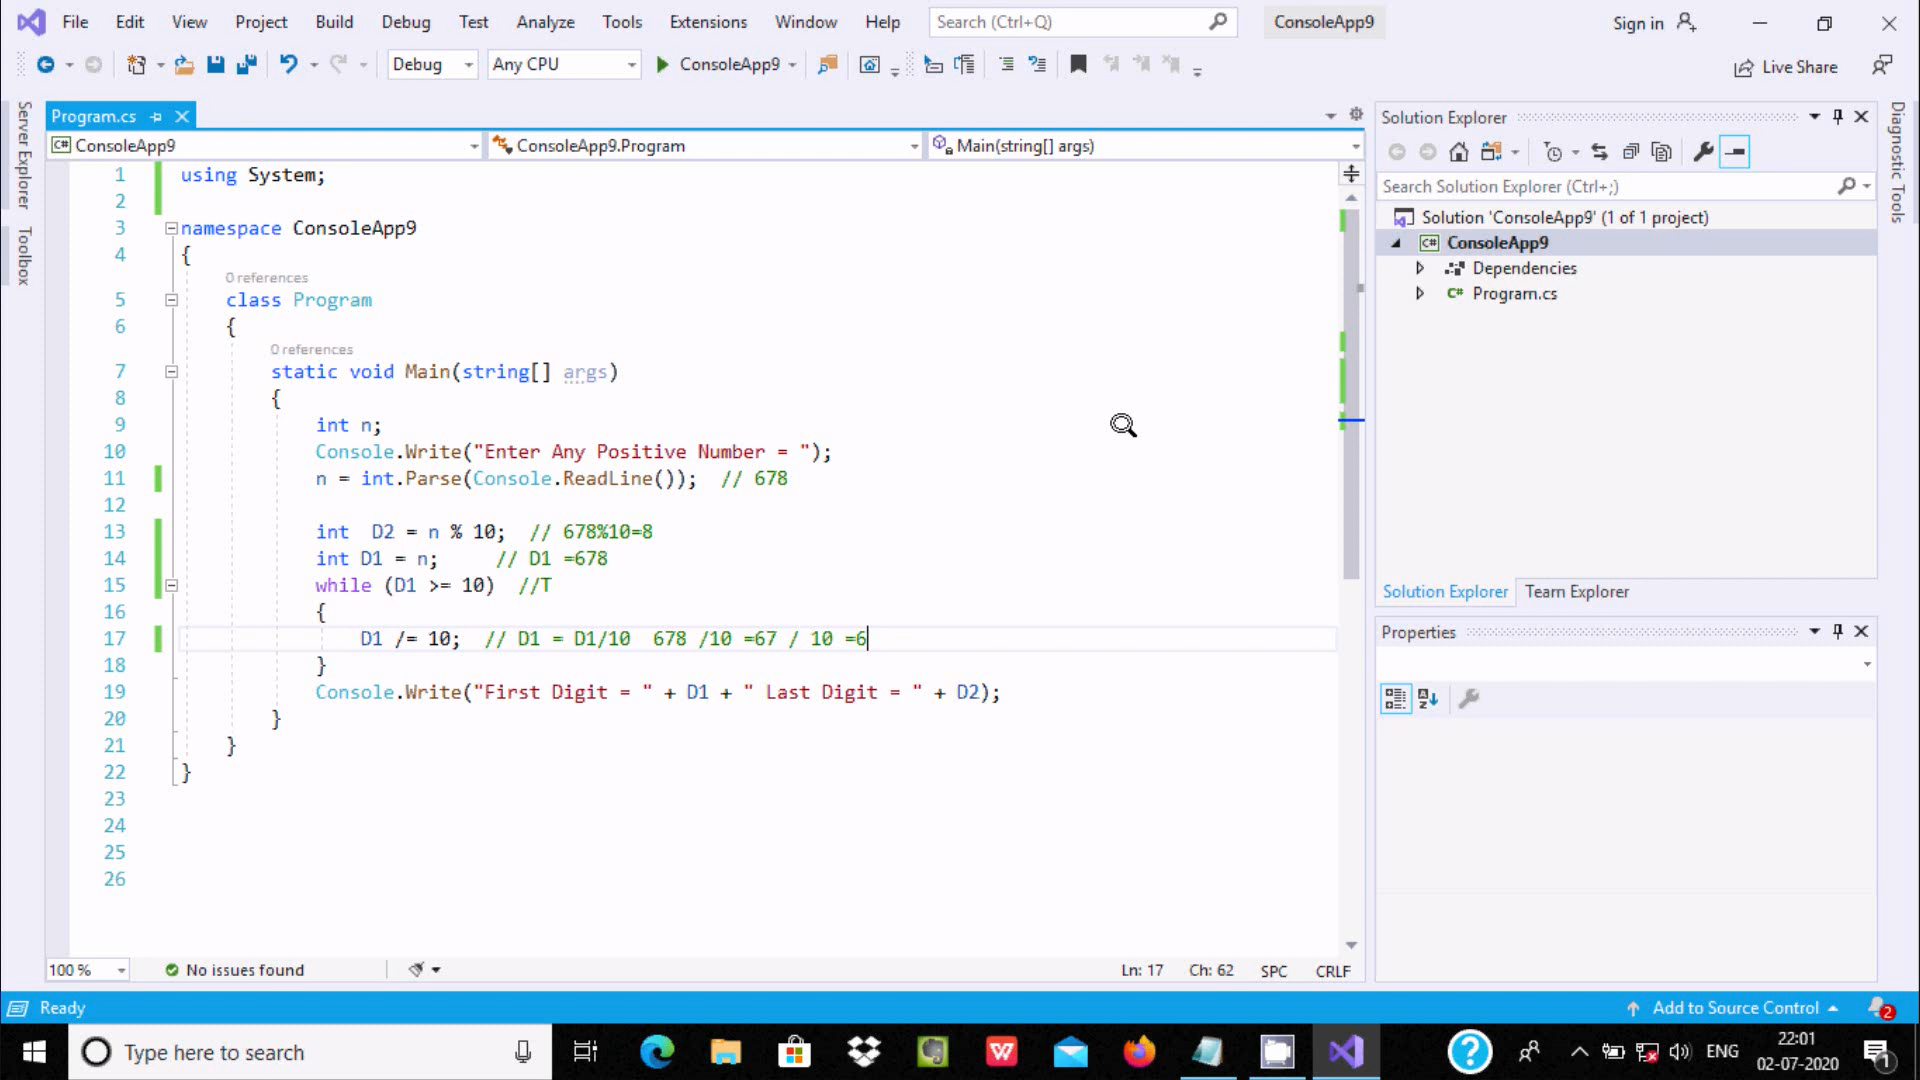 File Edit View Project Build Debug Test Analyze Tools Extensions Window Help Search (Ctrl+Q) ConsoleApp9 Sign in
Debug Any CPU ConsoleApp9 Live Share
Server Explorer
Toolbox
Program.cs
ConsoleApp9 ConsoleApp9.Program Main(string[] args)
1 using System;
2
3 namespace ConsoleApp9
4 {
0 references
5 class Program
6 {
0 references
7 static void Main(string[] args)
8 {
9 int n;
10 Console.Write("Enter Any Positive Number = ");
11 n = int.Parse(Console.ReadLine()); // 678
12
13 int D2 = n % 10; // 678%10=8
14 int D1 = n; // D1 =678
15 while (D1 >= 10) //T
16 {
17 D1 /= 10; // D1 = D1/10 678 /10 =67 / 10 =6
18 }
19 Console.Write("First Digit = " + D1 + " Last Digit = " + D2);
20 }
21 }
22 }
23
24
25
26
100 % No issues found Ln: 17 Ch: 62 SPC CRLF
Solution Explorer
Search Solution Explorer (Ctrl+;)
Solution 'ConsoleApp9' (1 of 1 project)
C# ConsoleApp9
Dependencies
C# Program.cs
Solution Explorer Team Explorer
Properties
Diagnostic Tools
Ready Add to Source Control 2
Type here to search ENG 22:01
02-07-2020 1